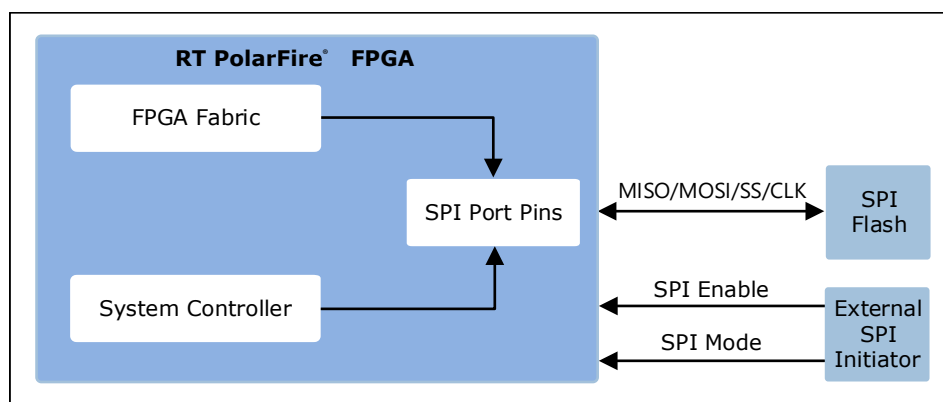 RT PolarFire® FPGA
FPGA Fabric
SPI Port Pins
System Controller
MISO/MOSI/SS/CLK
SPI
Flash
SPI Enable
SPI Mode
External
SPI
Initiator